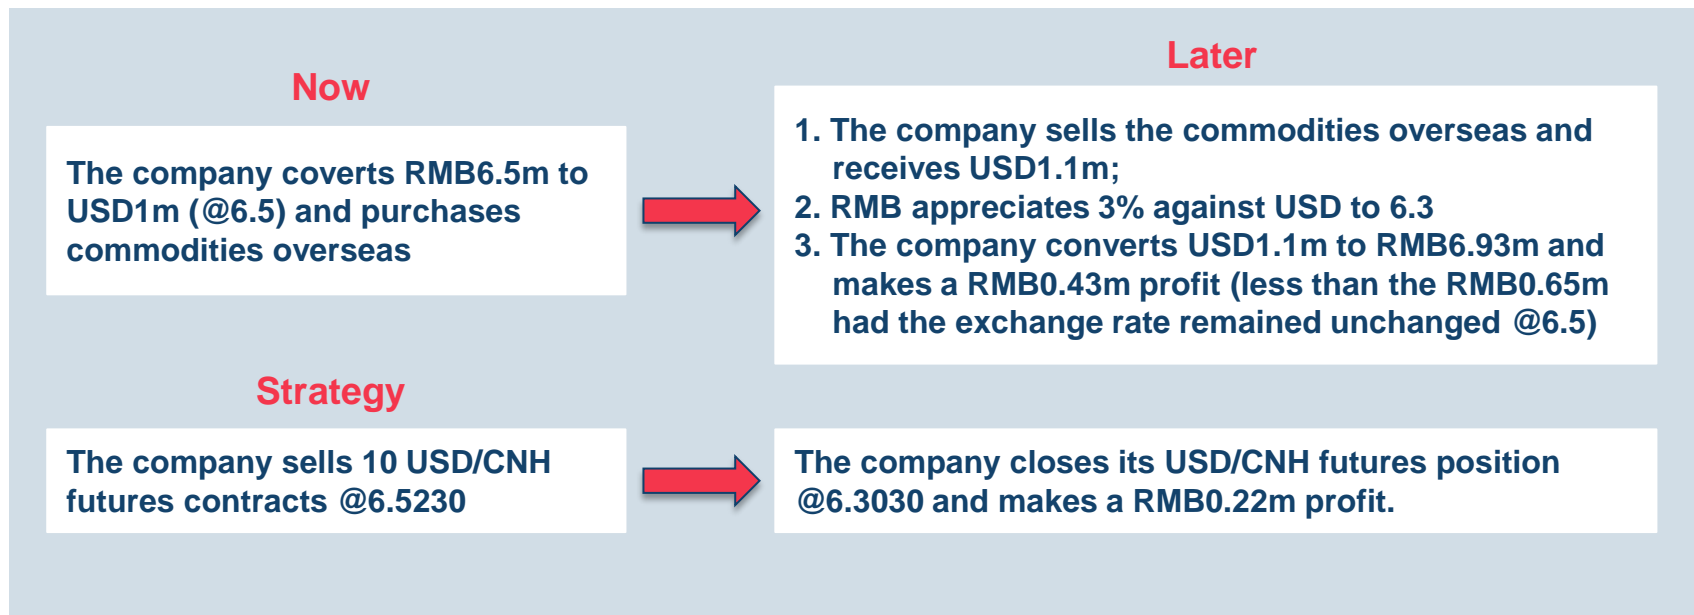 Now
The company coverts RMB6.5m to
USD1m (@6.5) and purchases
commodities overseas
Later
1. The company sells the commodities overseas and
receives USD1.1m;
2. RMB appreciates 3% against USD to 6.3
3. The company converts USD1.1m to RMB6.93m and
makes a RMB0.43m profit (less than the RMB0.65m
had the exchange rate remained unchanged @6.5)
Strategy
The company sells 10 USD/CNH
futures contracts @6.5230
The company closes its USD/CNH futures position
@6.3030 and makes a RMB0.22m profit.